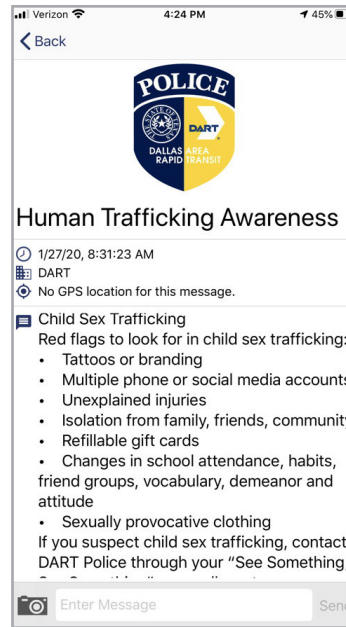 Verizon 4:24 PM 45%
Back
POLICE
DART
DALLAS AREA
RAPID TRANSIT
Human Trafficking Awareness
1/27/20, 8:31:23 AM
DART
No GPS location for this message.
Child Sex Trafficking
Red flags to look for in child sex trafficking:
• Tattoos or branding
• Multiple phone or social media accounts
• Unexplained injuries
• Isolation from family, friends, community
• Refillable gift cards
• Changes in school attendance, habits,
friend groups, vocabulary, demeanor and
attitude
• Sexually provocative clothing
If you suspect child sex trafficking, contact
DART Police through your “See Something,
Enter Message Send